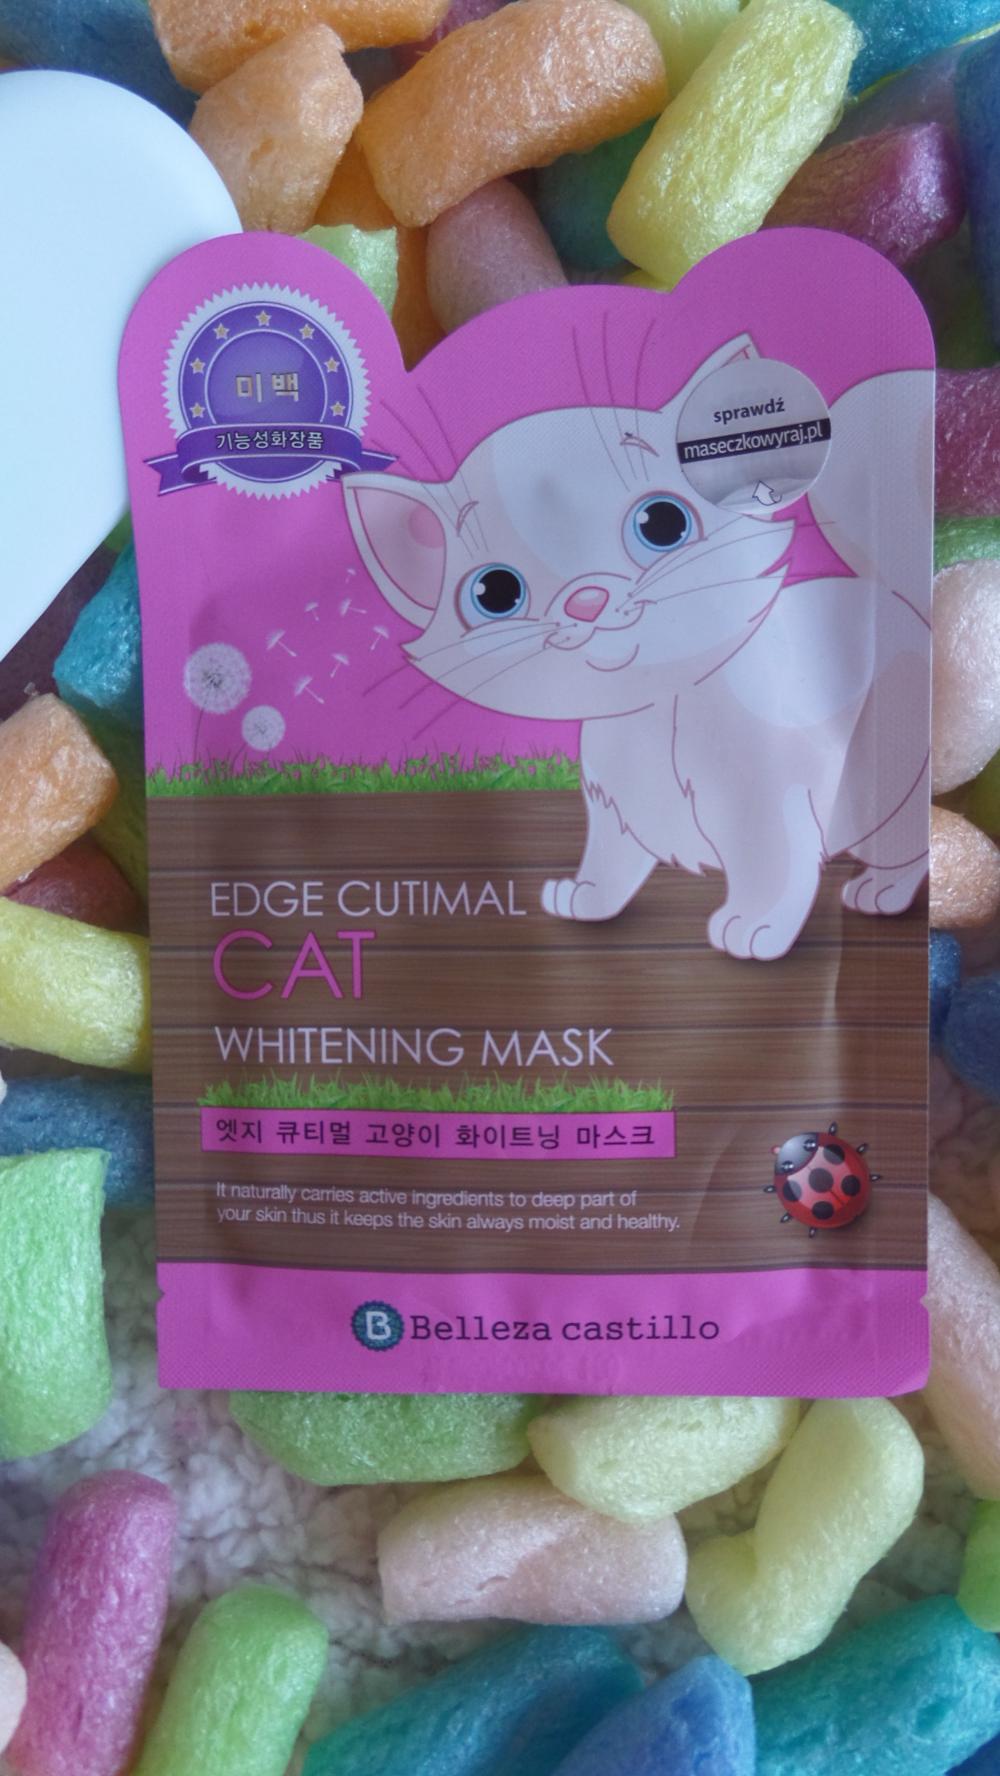 미백
기능성화장품
sprawdź
maseczkowyraj.pl
EDGE CUTIMAL
CAT
WHITENING MASK
엣지 큐티멀 고양이 화이트닝 마스크
It naturally carries active ingredients to deep part of
your skin thus it keeps the skin always moist and healthy.
B Belleza castillo